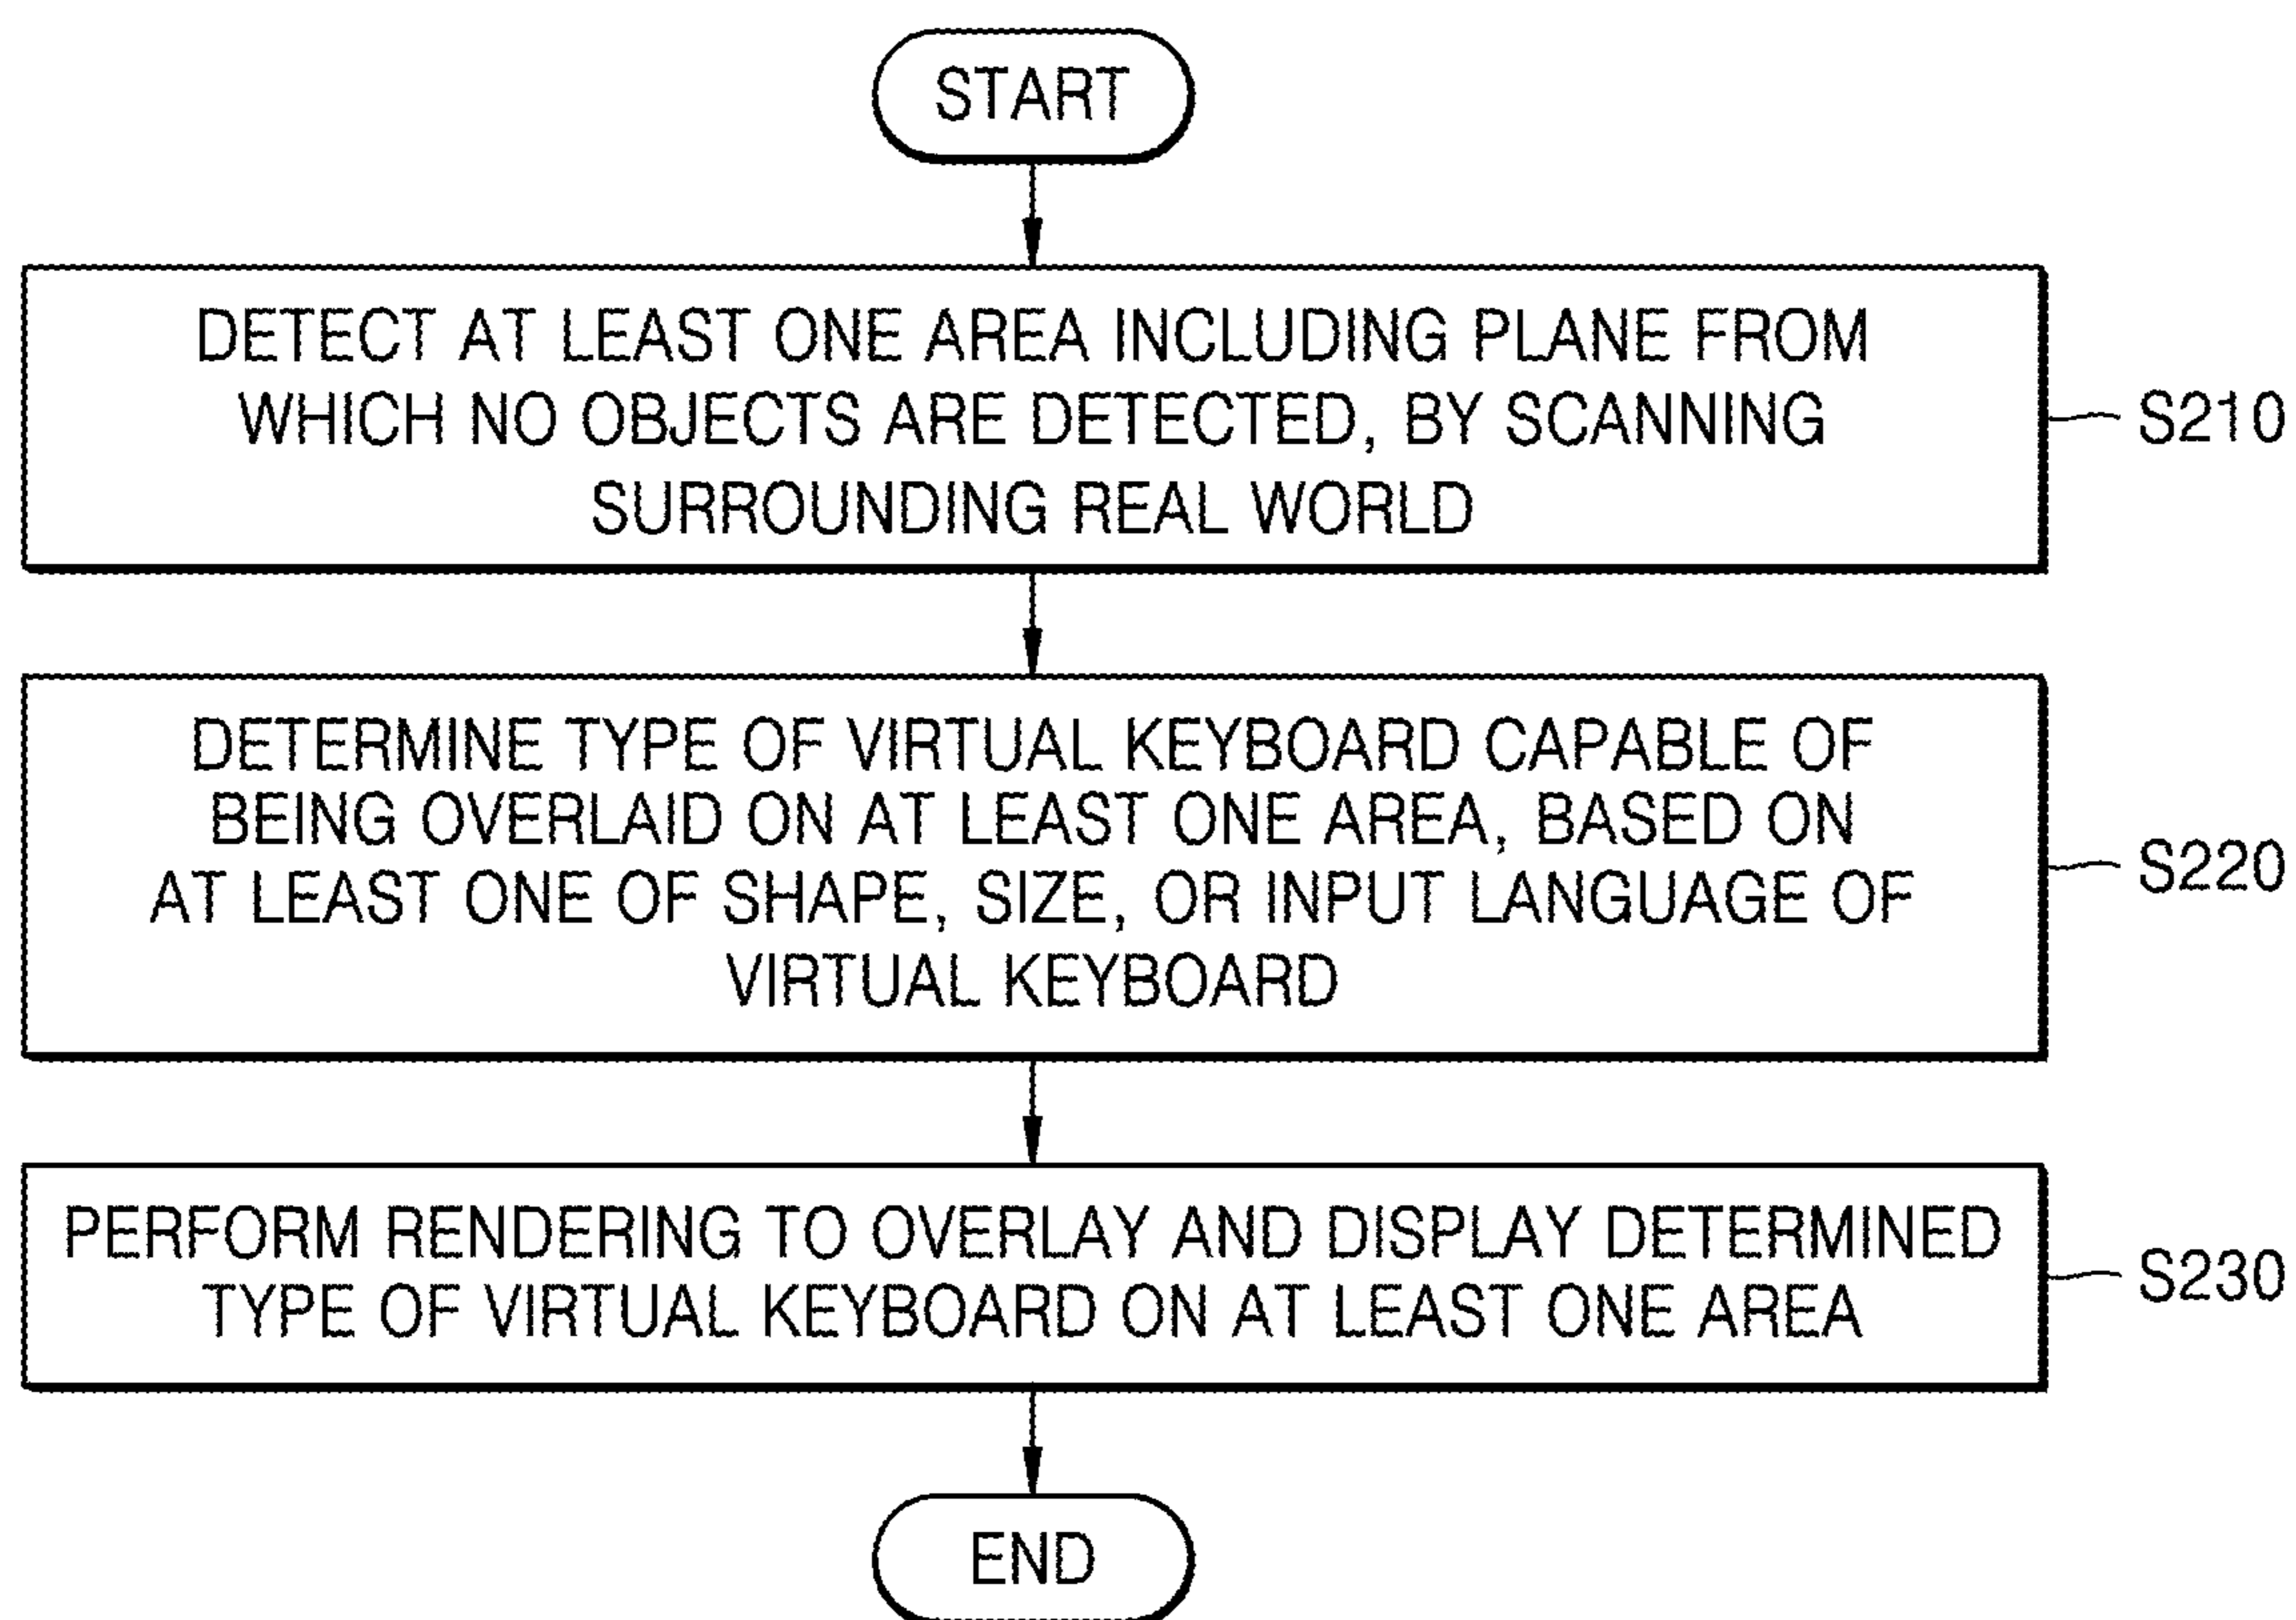 START
DETECT AT LEAST ONE AREA INCLUDING PLANE FROM
WHICH NO OBJECTS ARE DETECTED, BY SCANNING
SURROUNDING REAL WORLD
S210
DETERMINE TYPE OF VIRTUAL KEYBOARD CAPABLE OF
BEING OVERLAID ON AT LEAST ONE AREA, BASED ON
AT LEAST ONE OF SHAPE, SIZE, OR INPUT LANGUAGE OF
VIRTUAL KEYBOARD
S220
PERFORM RENDERING TO OVERLAY AND DISPLAY DETERMINED
TYPE OF VIRTUAL KEYBOARD ON AT LEAST ONE AREA
S230
END